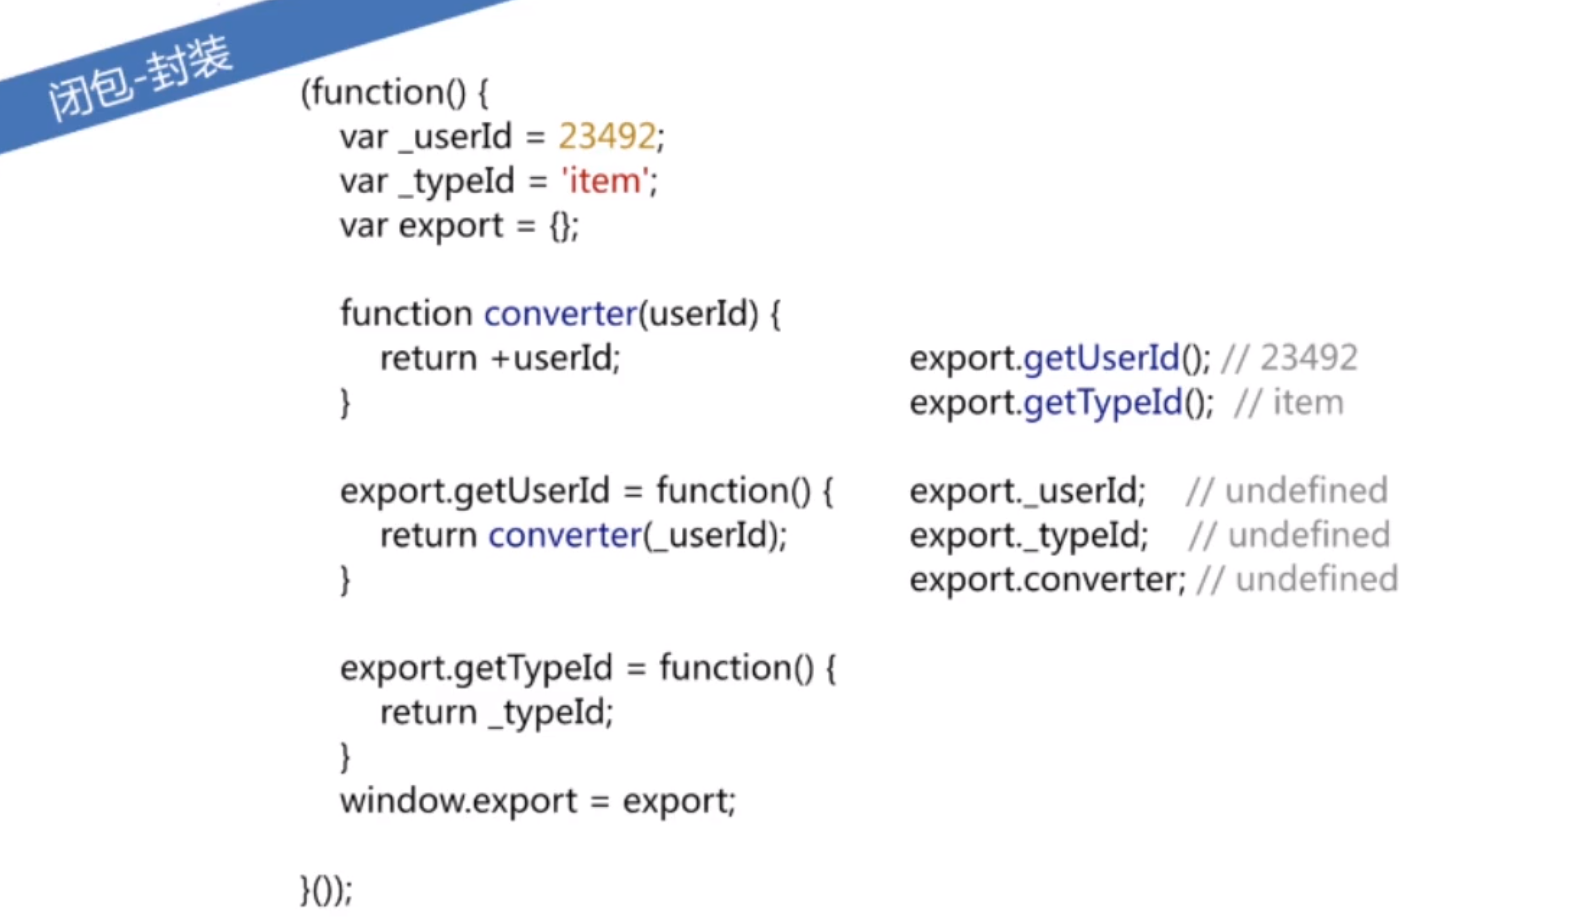 闭包-封装
(function() {
var _userId = 23492;
var _typeId = 'item';
var export = {};
function converter(userId) {
return +userId;
}
export.getUserId = function() {
return converter(_userId);
}
export.getTypeId = function() {
return _typeId;
}
window.export = export;
}());
export.getUserId(); // 23492
export.getTypeId(); // item
export._userId; // undefined
export._typeId; // undefined
export.converter; // undefined